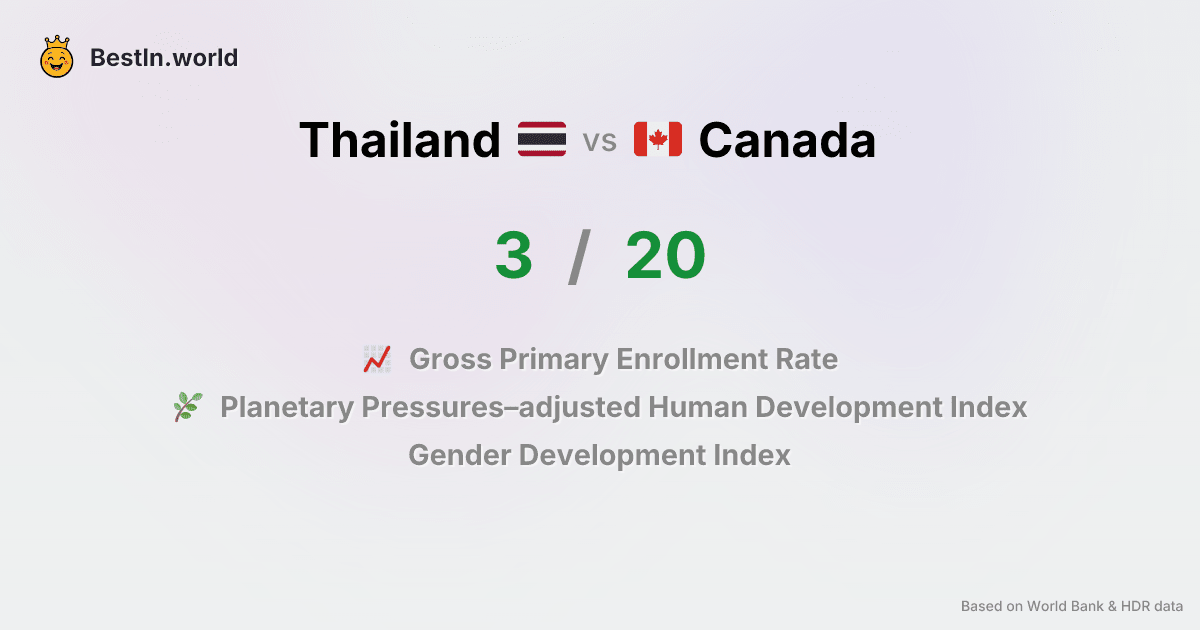 BestIn.world
Thailand vs Canada
3 / 20
Gross Primary Enrollment Rate
Planetary Pressures–adjusted Human Development Index
Gender Development Index
Based on World Bank & HDR data